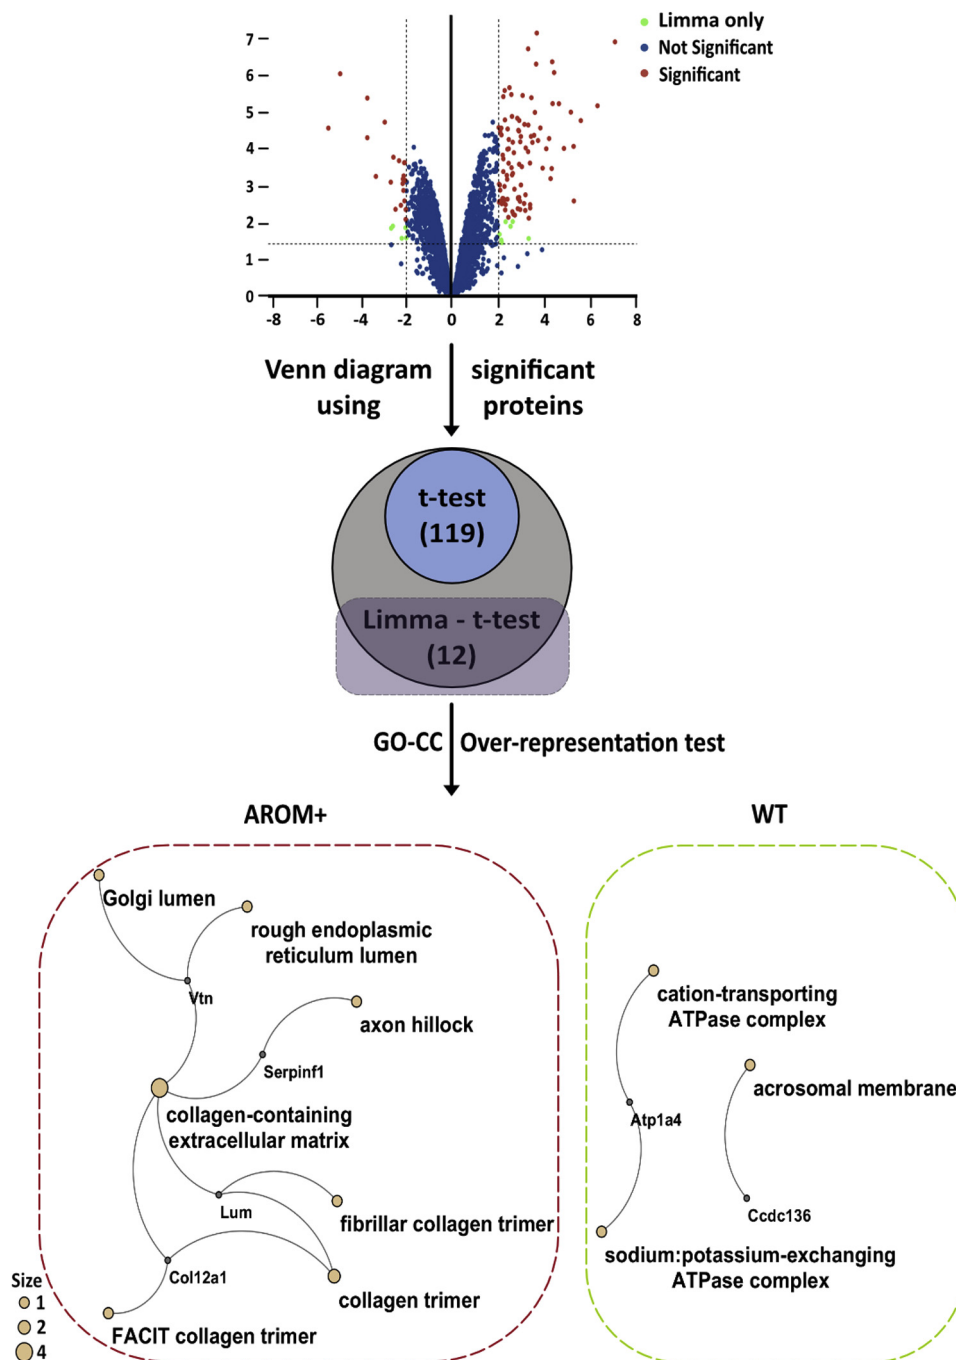 Limma only
Not Significant
Significant
7
6
5
4
3
2
1
0
-8 -6 -4 -2 0 2 4 6 8
Venn diagram significant
using proteins
t-test
(119)
Limma - t-test
(12)
GO-CC Over-representation test
AROM+ WT
Golgi lumen
rough endoplasmic
reticulum lumen
Vtn
axon hillock
Serpinf1
collagen-containing
extracellular matrix
Lum
fibrillar collagen trimer
Col12a1
collagen trimer
FACIT collagen trimer
Size
1
2
4
cation-transporting
ATPase complex
acrosomal membrane
Atp1a4
Ccdc136
sodium:potassium-exchanging
ATPase complex